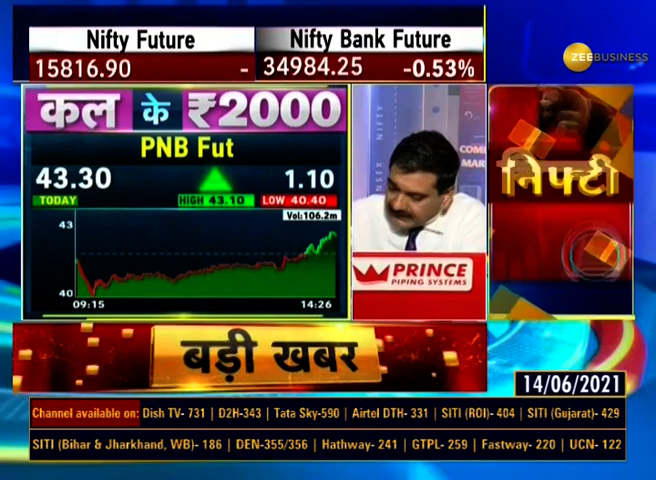 Nifty Future
Nifty Bank Future
15816.90 -
34984.25 -0.53%
ZEE BUSINESS
कल के ₹2000
PNB Fut
43.30 1.10
TODAY HIGH 43.10 LOW 40.40
Vol:106.2m
43
40
09:15 14:26
SENSEX NIFTY
PRINCE
PIPING SYSTEMS
निफ्टी
बड़ी खबर
14/06/2021
Channel available on: Dish TV- 731 | D2H-343 | Tata Sky-590 | Airtel DTH- 331 | SITI (ROI)- 404 | SITI (Gujarat)- 429
SITI (Bihar & Jharkhand, WB)- 186 | DEN-355/356 | Hathway- 241 | GTPL- 259 | Fastway- 220 | UCN- 122